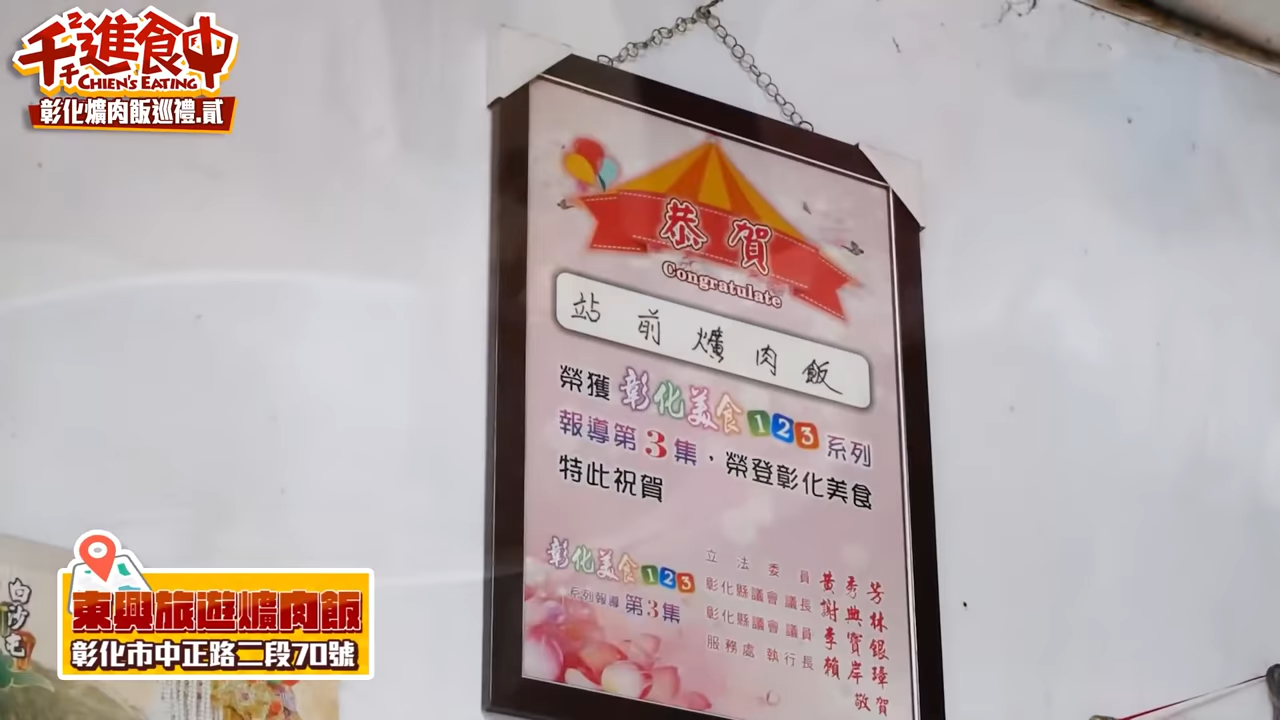 千千進食中
CHIEN'S EATING
彰化爌肉飯巡禮.貳
恭賀
Congratulate
站前爌肉飯
榮獲彰化美食123系列
報導第3集,榮登彰化美食
特此祝賀
彰化美食123
系列報導 第3集
立法委員 黃秀芳
彰化縣議會 議長 謝典林
彰化縣議會 議員 李寶銀
服務處 執行長 賴岸璋
敬賀
白沙屯
東興旅遊爌肉飯
彰化市中正路二段70號